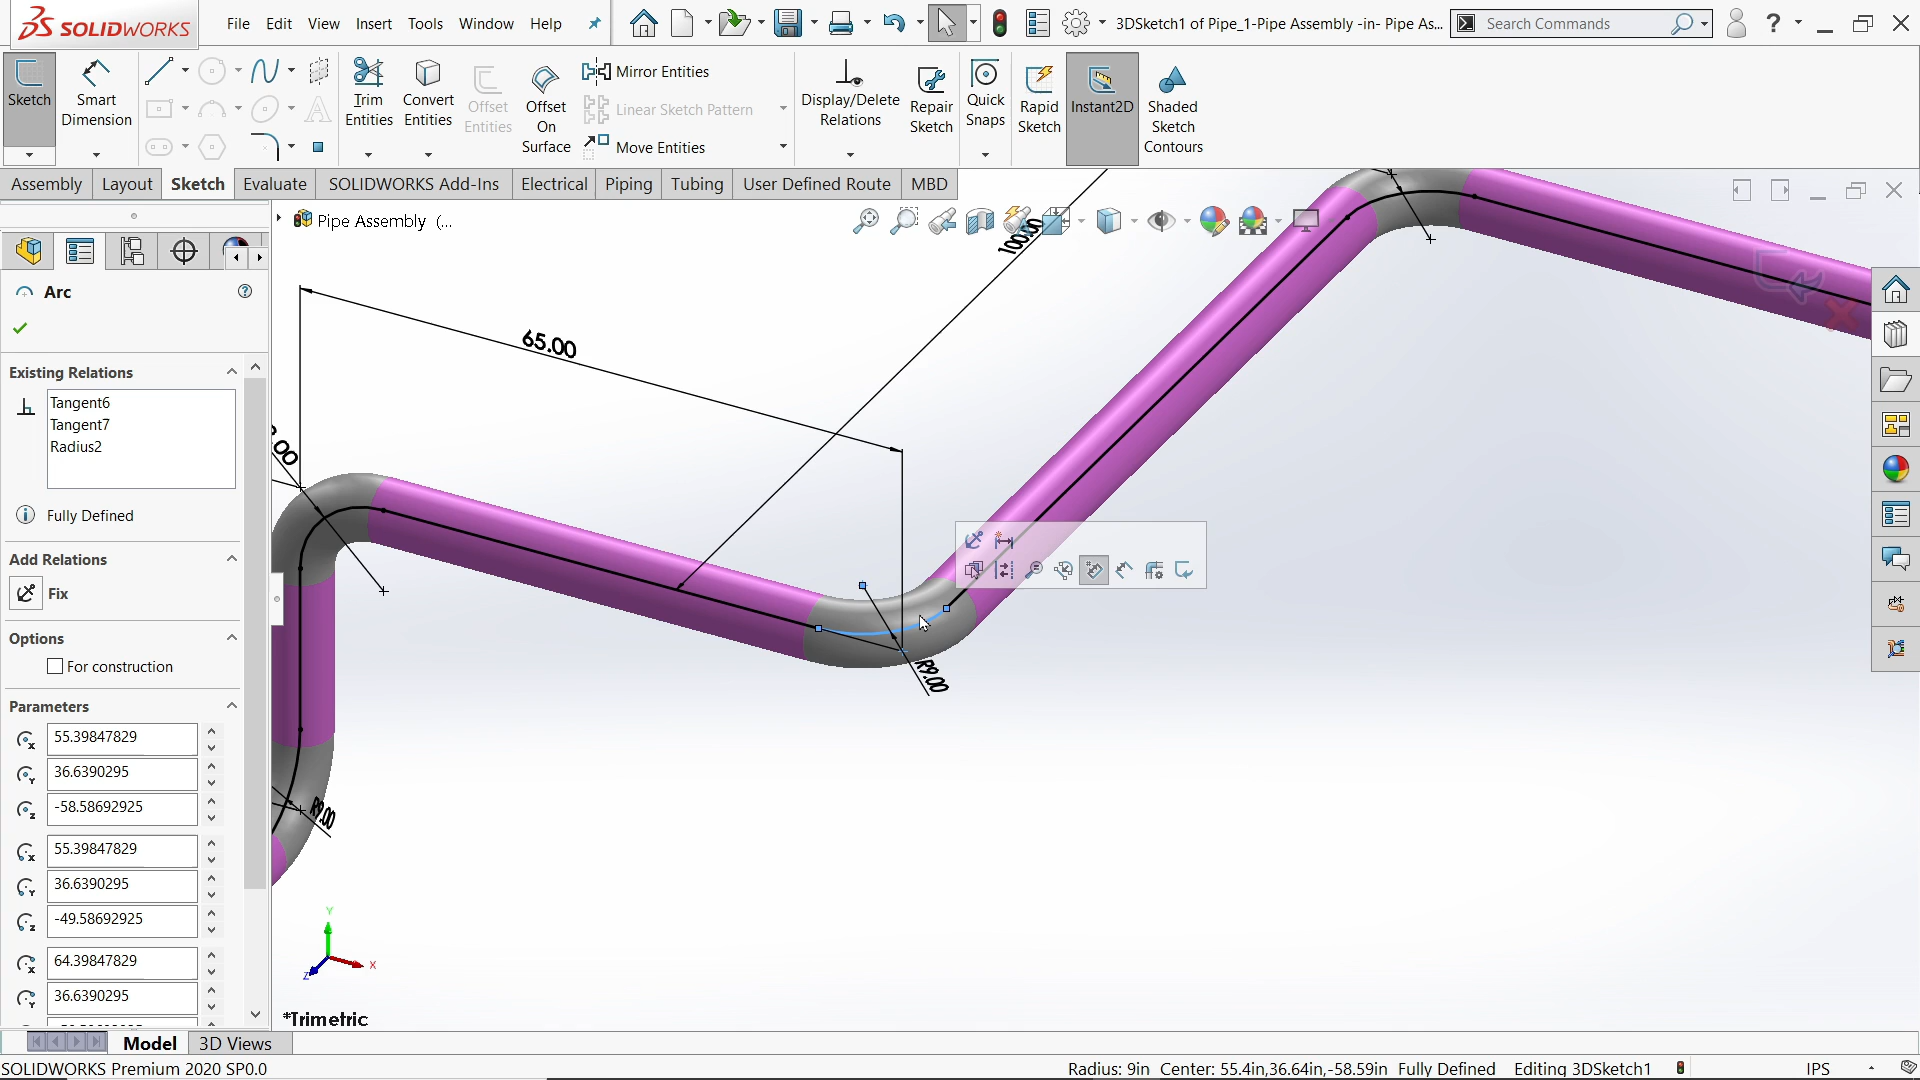 SOLIDWORKS
File Edit View Insert Tools Window Help
3DSketch1 of Pipe_1-Pipe Assembly -in- Pipe As...
Search Commands
?
Sketch
Smart Dimension
Trim Entities
Convert Entities
Offset Entities
Offset On Surface
Mirror Entities
Linear Sketch Pattern
Move Entities
Display/Delete Relations
Repair Sketch
Quick Snaps
Rapid Sketch
Instant2D
Shaded Sketch Contours
Assembly Layout Sketch Evaluate SOLIDWORKS Add-Ins Electrical Piping Tubing User Defined Route MBD
Pipe Assembly (...
Arc
Existing Relations
Tangent6
Tangent7
Radius2
Fully Defined
Add Relations
Fix
Options
For construction
Parameters
55.39847829
36.6390295
-58.58692925
55.39847829
36.6390295
-49.58692925
64.39847829
36.6390295
100.00
65.00
R9.00
R9.00
Y
X
Z
*Trimetric
Model 3D Views
SOLIDWORKS Premium 2020 SP0.0
Radius: 9in Center: 55.4in,36.64in,-58.59in Fully Defined Editing 3DSketch1 IPS